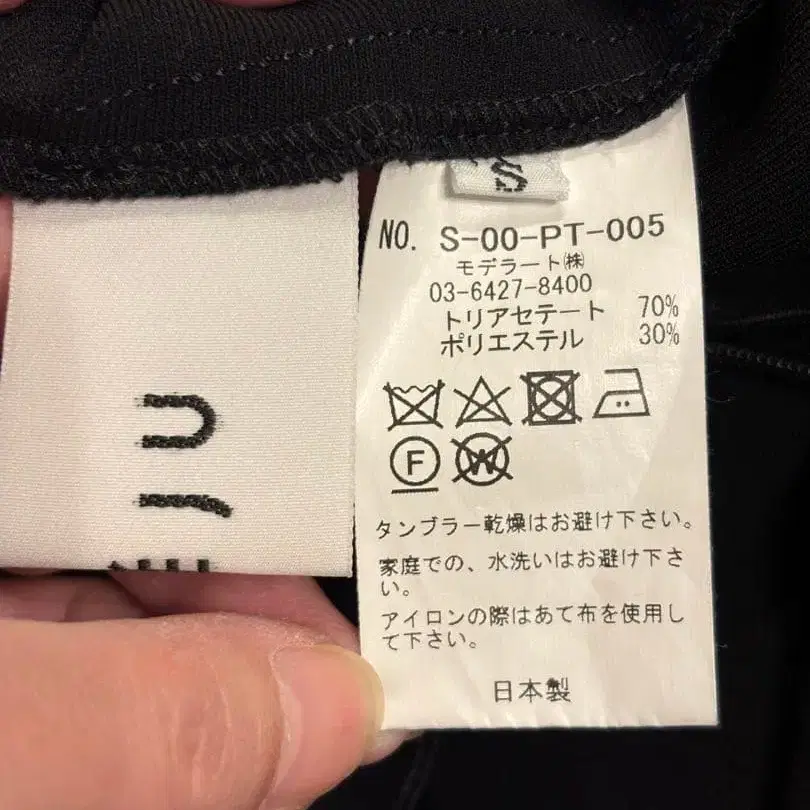 S
NO. S-00-PT-005
モデラート㈱
03-6427-8400
トリアセテート 70%
ポリエステル 30%
F W
タンブラー乾燥はお避け下さい。
家庭での、水洗いはお避け下さ
い。
アイロンの際はあて布を使用し
て下さい。
日本製